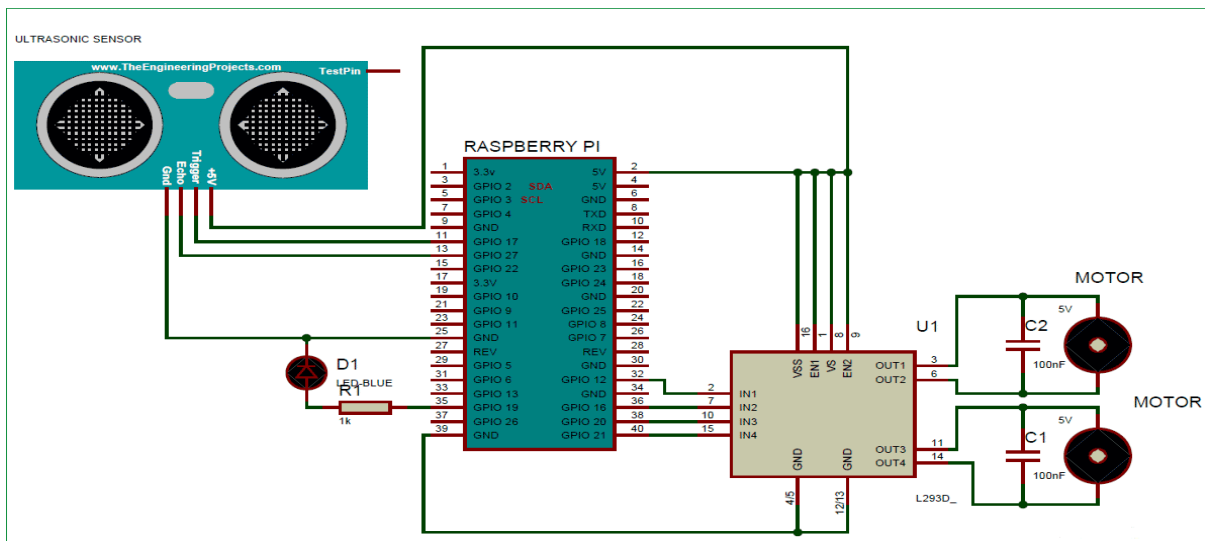 ULTRASONIC SENSOR
www.TheEngineeringProjects.com
TestPin
Gnd
Echo
Trigger
+5V
RASPBERRY PI
1 3.3v 5V 2
3 GPIO 2 SDA 5V 4
5 GPIO 3 SCL GND 6
7 GPIO 4 TXD 8
9 GND RXD 10
11 GPIO 17 GPIO 18 12
13 GPIO 27 GND 14
15 GPIO 22 GPIO 23 16
17 3.3V GPIO 24 18
19 GPIO 10 GND 20
21 GPIO 9 GPIO 25 22
23 GPIO 11 GPIO 8 24
25 GND GPIO 7 26
27 REV REV 28
29 GPIO 5 GND 30
31 GPIO 6 GPIO 12 32
33 GPIO 13 GND 34
35 GPIO 19 GPIO 16 36
37 GPIO 26 GPIO 20 38
39 GND GPIO 21 40
D1
LED-BLUE
R1
1k
U1
16 1 8 9
VSS EN1 VS EN2
2 IN1
7 IN2
10 IN3
15 IN4
OUT1 3
OUT2 6
OUT3 11
OUT4 14
GND GND
4/5 12/13
L293D_
MOTOR
5V
C2
100nF
MOTOR
5V
C1
100nF